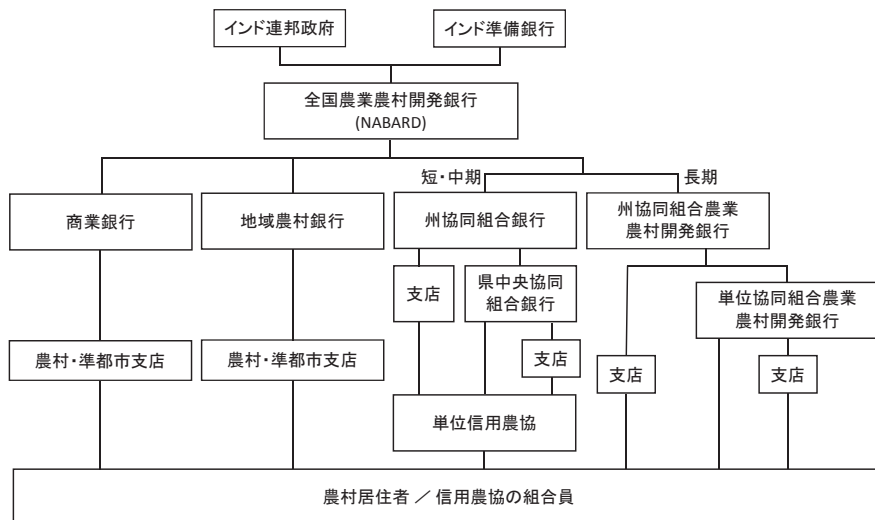 インド連邦政府
インド準備銀行
全国農業農村開発銀行
(NABARD)
短・中期
長期
商業銀行
地域農村銀行
州協同組合銀行
州協同組合農業
農村開発銀行
支店
県中央協同
組合銀行
単位協同組合農業
農村開発銀行
農村・準都市支店
農村・準都市支店
支店
支店
支店
単位信用農協
農村居住者 ／ 信用農協の組合員